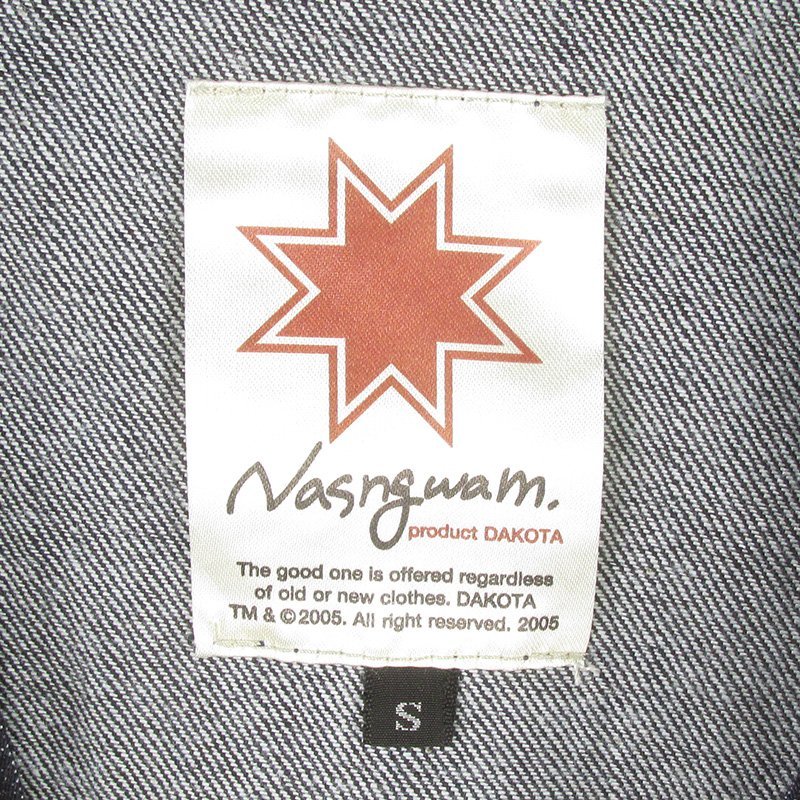 Nasngwam.
product DAKOTA
The good one is offered regardless
of old or new clothes. DAKOTA
TM & © 2005. All right reserved. 2005
S